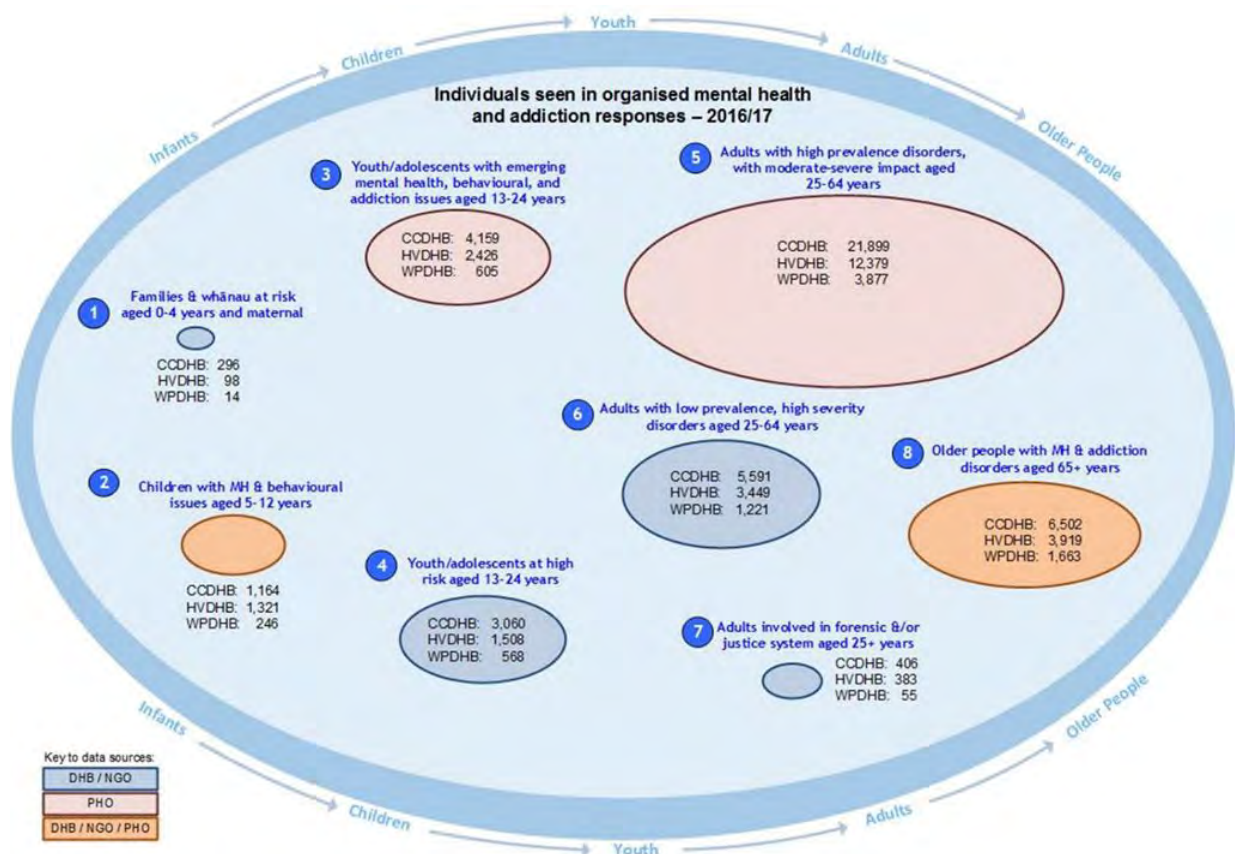 Youth
Children
Adults
Infants
Older People
Individuals seen in organised mental health
and addiction responses – 2016/17
3
Youth/adolescents with emerging
mental health, behavioural, and
addiction issues aged 13-24 years
CCDHB: 4,159
HVDHB: 2,426
WPDHB: 605
5
Adults with high prevalence disorders,
with moderate-severe impact aged
25-64 years
CCDHB: 21,899
HVDHB: 12,379
WPDHB: 3,877
1
Families & whānau at risk
aged 0-4 years and maternal
CCDHB: 296
HVDHB: 98
WPDHB: 14
6
Adults with low prevalence, high severity
disorders aged 25-64 years
CCDHB: 5,591
HVDHB: 3,449
WPDHB: 1,221
8
Older people with MH & addiction
disorders aged 65+ years
CCDHB: 6,502
HVDHB: 3,919
WPDHB: 1,663
2
Children with MH & behavioural
issues aged 5-12 years
CCDHB: 1,164
HVDHB: 1,321
WPDHB: 246
4
Youth/adolescents at high
risk aged 13-24 years
CCDHB: 3,060
HVDHB: 1,508
WPDHB: 568
7
Adults involved in forensic &/or
justice system aged 25+ years
CCDHB: 406
HVDHB: 383
WPDHB: 55
Infants
Older People
Children
Adults
Youth
Key to data sources:
DHB / NGO
PHO
DHB / NGO / PHO